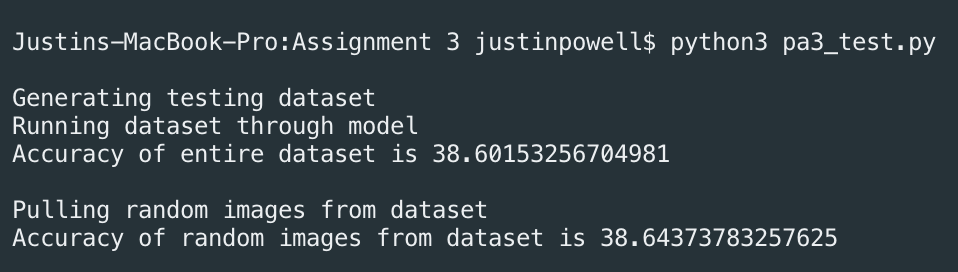 Justins-MacBook-Pro:Assignment 3 justinpowell$ python3 pa3_test.py
Generating testing dataset
Running dataset through model
Accuracy of entire dataset is 38.60153256704981
Pulling random images from dataset
Accuracy of random images from dataset is 38.64373783257625